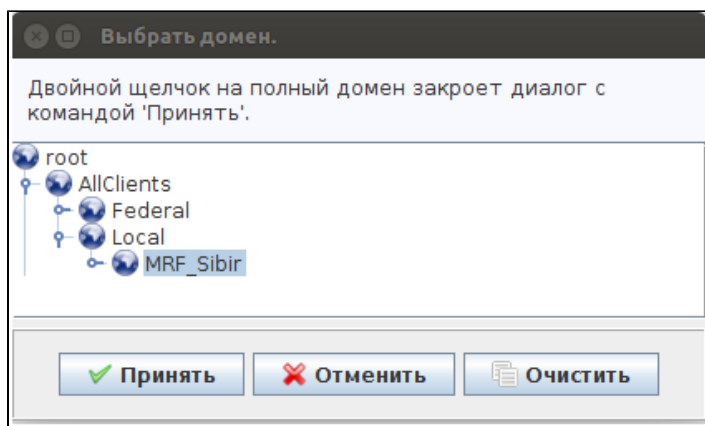 Выбрать домен.
Двойной щелчок на полный домен закроет диалог с
командой 'Принять'.
root
AllClients
Federal
Local
MRF_Sibir
Принять Отменить Очистить